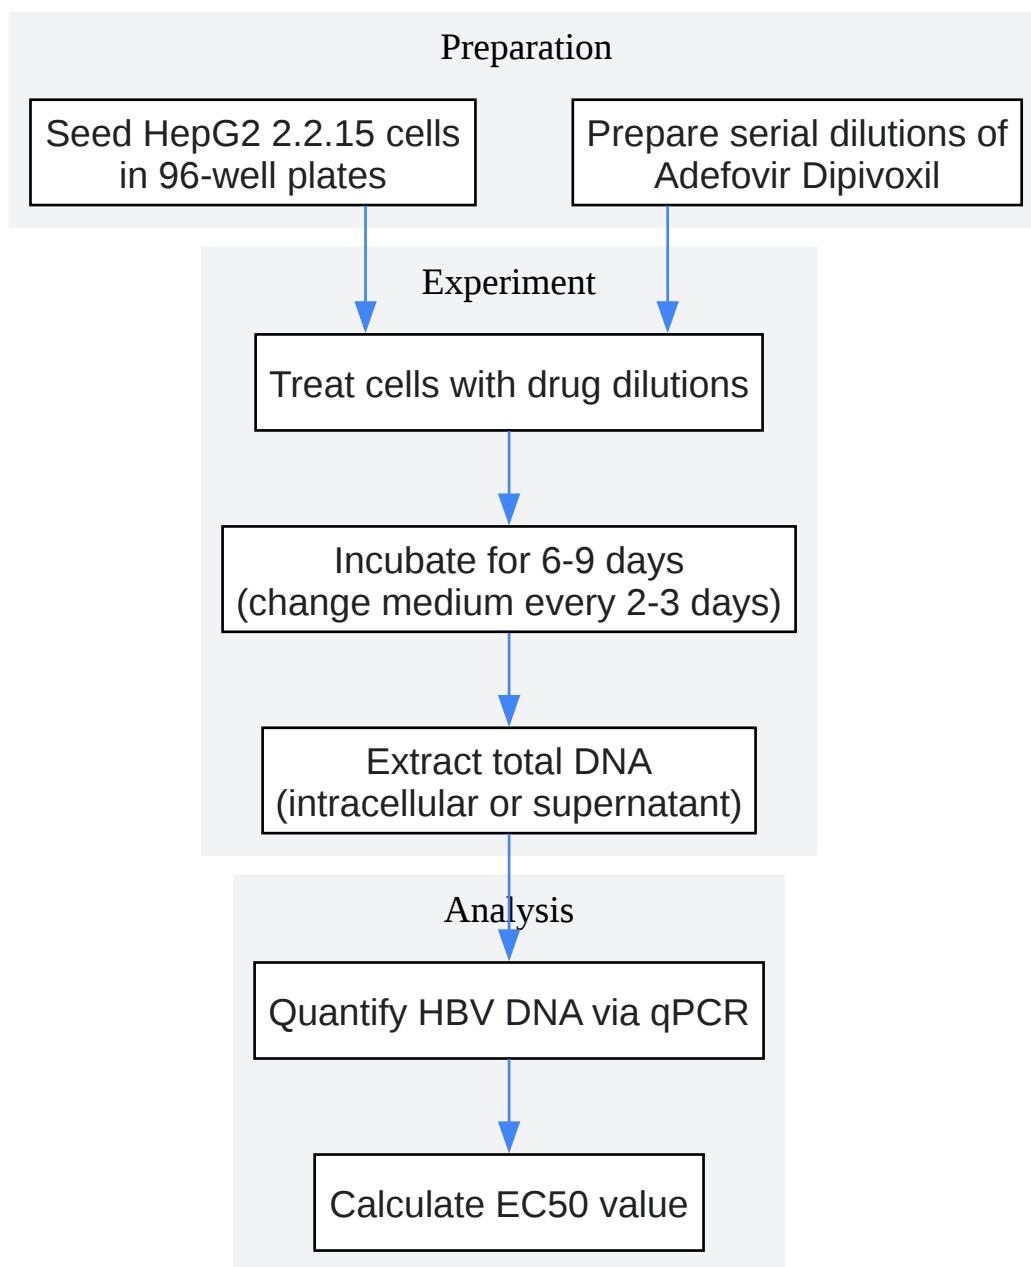 Preparation
Seed HepG2 2.2.15 cells
in 96-well plates
Prepare serial dilutions of
Adefovir Dipivoxil
Experiment
Treat cells with drug dilutions
Incubate for 6-9 days
(change medium every 2-3 days)
Extract total DNA
(intracellular or supernatant)
Analysis
Quantify HBV DNA via qPCR
Calculate EC50 value